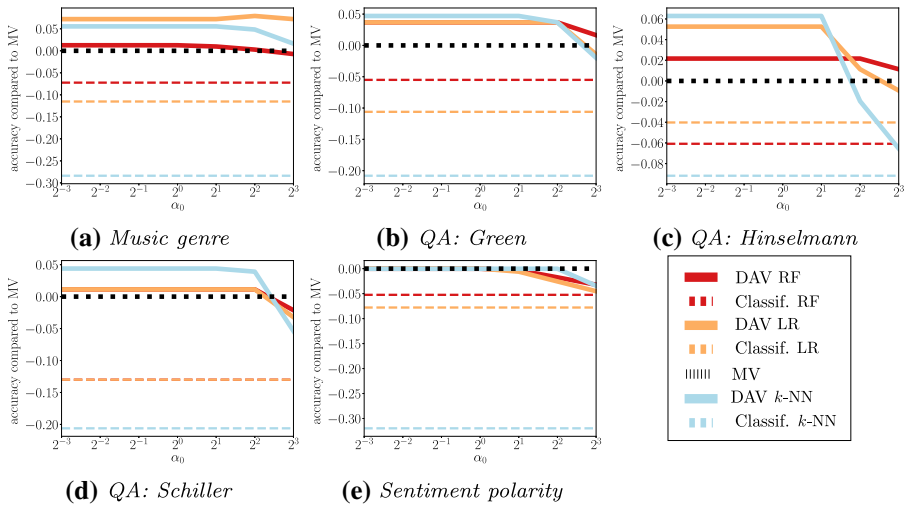 accuracy compared to MV
0.05
0.00
−0.05
−0.10
−0.15
−0.20
−0.25
−0.30
2^−3 2^−2 2^−1 2^0 2^1 2^2 2^3
α₀
(a) Music genre
accuracy compared to MV
0.05
0.00
−0.05
−0.10
−0.15
−0.20
2^−3 2^−2 2^−1 2^0 2^1 2^2 2^3
α₀
(b) QA: Green
accuracy compared to MV
0.06
0.04
0.02
0.00
−0.02
−0.04
−0.06
−0.08
2^−3 2^−2 2^−1 2^0 2^1 2^2 2^3
α₀
(c) QA: Hinselmann
accuracy compared to MV
0.05
0.00
−0.05
−0.10
−0.15
−0.20
2^−3 2^−2 2^−1 2^0 2^1 2^2 2^3
α₀
(d) QA: Schiller
accuracy compared to MV
0.00
−0.05
−0.10
−0.15
−0.20
−0.25
−0.30
2^−3 2^−2 2^−1 2^0 2^1 2^2 2^3
α₀
(e) Sentiment polarity
DAV RF
Classif. RF
DAV LR
Classif. LR
MV
DAV k-NN
Classif. k-NN